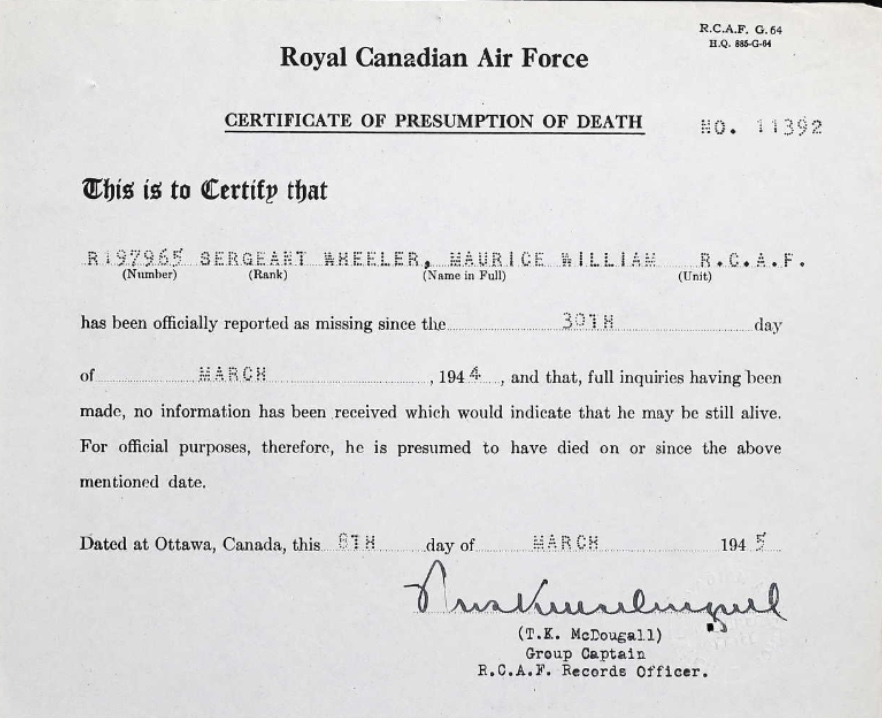 R.C.A.F. G. 64
H.Q. 885-G-64
Royal Canadian Air Force
CERTIFICATE OF PRESUMPTION OF DEATH
NO. 11392
This is to Certify that
R197965 SERGEANT WHEELER, MAURICE WILLIAM R.C.A.F.
(Number) (Rank) (Name in Full) (Unit)
has been officially reported as missing since the 30TH day
of MARCH, 1944, and that, full inquiries having been
made, no information has been received which would indicate that he may be still alive.
For official purposes, therefore, he is presumed to have died on or since the above
mentioned date.
Dated at Ottawa, Canada, this 8TH day of MARCH 1945
(T.K. McDougall)
Group Captain
R.C.A.F. Records Officer.